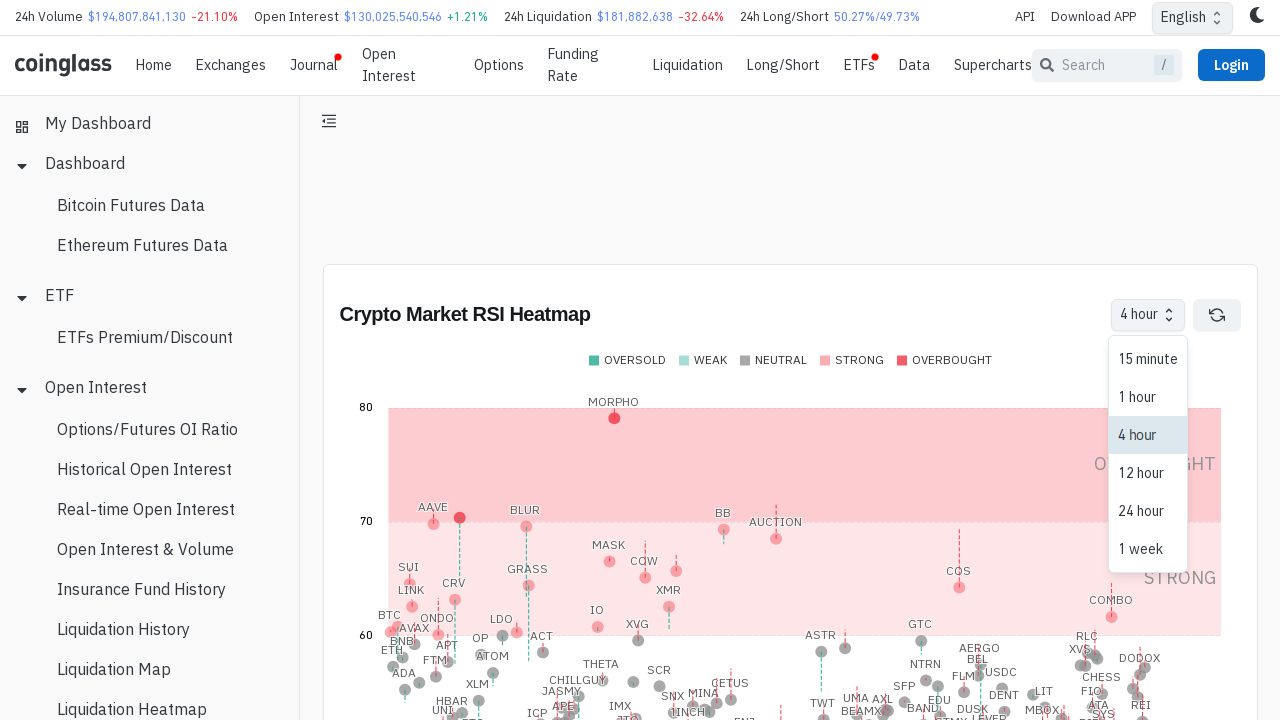 24h Volume $194,807,841,130 -21.10% Open Interest $130,025,540,546 +1.21% 24h Liquidation $181,882,638 -32.64% 24h Long/Short 50.27%/49.73% API Download APP English
coinglass Home Exchanges Journal Open Interest Options Funding Rate Liquidation Long/Short ETFs Data Supercharts Search / Login
My Dashboard
Dashboard
Bitcoin Futures Data
Ethereum Futures Data
ETF
ETFs Premium/Discount
Open Interest
Options/Futures OI Ratio
Historical Open Interest
Real-time Open Interest
Open Interest & Volume
Insurance Fund History
Liquidation History
Liquidation Map
Liquidation Heatmap
Crypto Market RSI Heatmap 4 hour
15 minute
1 hour
4 hour
12 hour
24 hour
1 week
OVERSOLD WEAK NEUTRAL STRONG OVERBOUGHT
MORPHO
80
AAVE BLUR BB
70 AUCTION
MASK
SUI GRASS COW COS
STRONG
LINK CRV XMR
COMBO
BTC ONDO LDO IO XVG GTC
AVAX
60 ACT ASTR RLC
BNB OP
ETH APT ATOM AERGO XVS
FTM THETA NTRN BEL DODOX
ADA SCR FLM USDC CHESS
XLM CHILLGUY CETUS SFP
JASMY SNX MINA UMA AXL EDU DENT LIT FIO
HBAR APE IMX
UNI ICP 1INCH BEAMX BAND DUSK MBOX ATA REI
JTO LEVER SYS